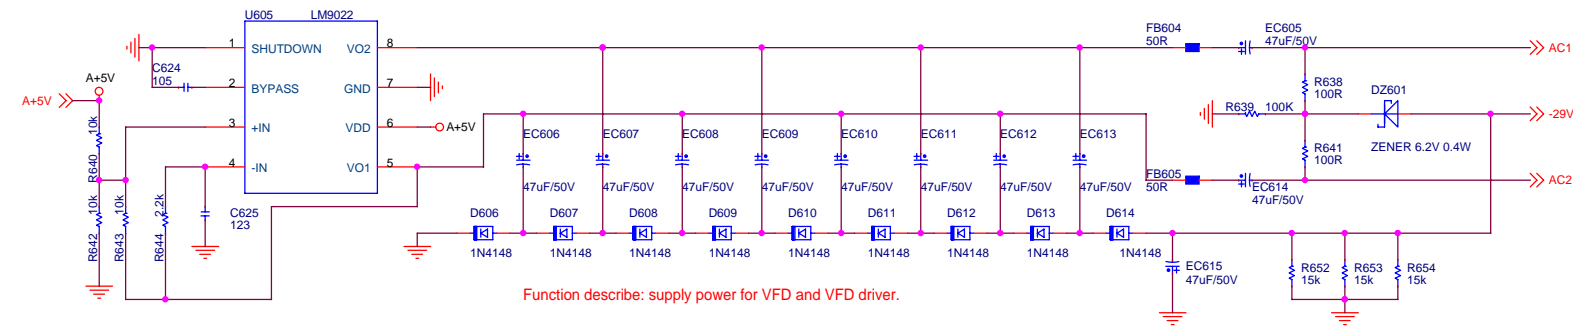 U605 LM9022
1 SHUTDOWN VO2 8
2 BYPASS GND 7
3 +IN VDD 6
4 -IN VO1 5
C624
105
A+5V
A+5V
A+5V
10k
R640
10k
R642
10k
R643
2.2k
R644
C625
123
EC606 EC607 EC608 EC609 EC610 EC611 EC612 EC613
47uF/50V 47uF/50V 47uF/50V 47uF/50V 47uF/50V 47uF/50V 47uF/50V 47uF/50V
D606 D607 D608 D609 D610 D611 D612 D613 D614
1N4148 1N4148 1N4148 1N4148 1N4148 1N4148 1N4148 1N4148 1N4148
FB604
50R
EC605
47uF/50V
AC1
R638
100R
R639 100K
DZ601
-29V
ZENER 6.2V 0.4W
R641
100R
FB605
50R
EC614
47uF/50V
AC2
EC615
47uF/50V
R652
15k
R653
15k
R654
15k
Function describe: supply power for VFD and VFD driver.